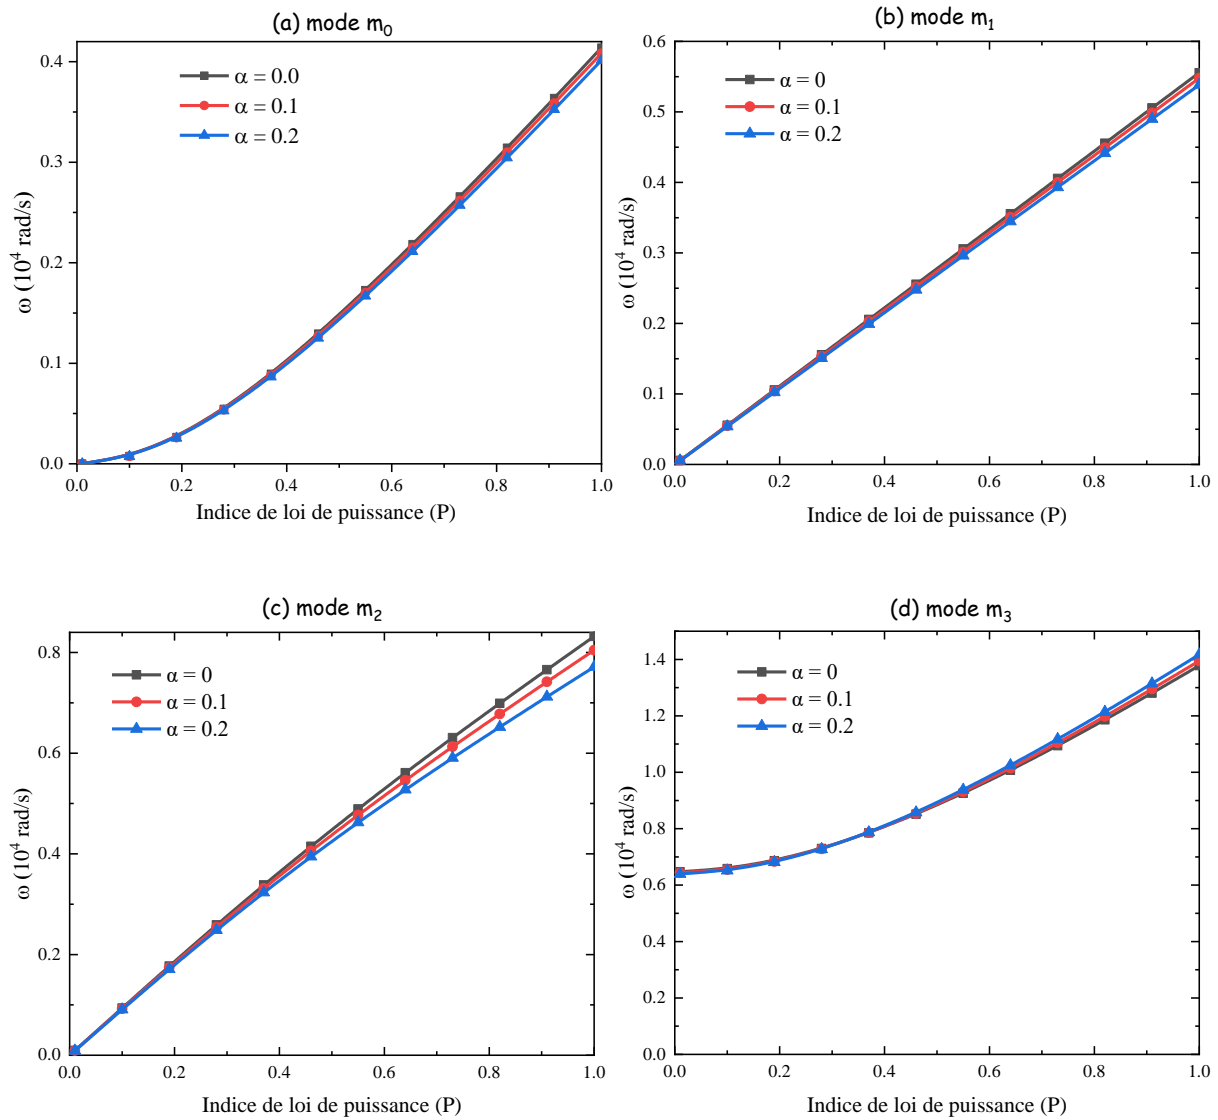 (a) mode m₀
α = 0.0
α = 0.1
α = 0.2
ω (10⁴ rad/s)
0.4
0.3
0.2
0.1
0.0
0.0 0.2 0.4 0.6 0.8 1.0
Indice de loi de puissance (P)
(b) mode m₁
α = 0
α = 0.1
α = 0.2
ω (10⁴ rad/s)
0.6
0.5
0.4
0.3
0.2
0.1
0.0
0.0 0.2 0.4 0.6 0.8 1.0
Indice de loi de puissance (P)
(c) mode m₂
α = 0
α = 0.1
α = 0.2
ω (10⁴ rad/s)
0.8
0.6
0.4
0.2
0.0
0.0 0.2 0.4 0.6 0.8 1.0
Indice de loi de puissance (P)
(d) mode m₃
α = 0
α = 0.1
α = 0.2
ω (10⁴ rad/s)
1.4
1.2
1.0
0.8
0.6
0.4
0.2
0.0
0.0 0.2 0.4 0.6 0.8 1.0
Indice de loi de puissance (P)